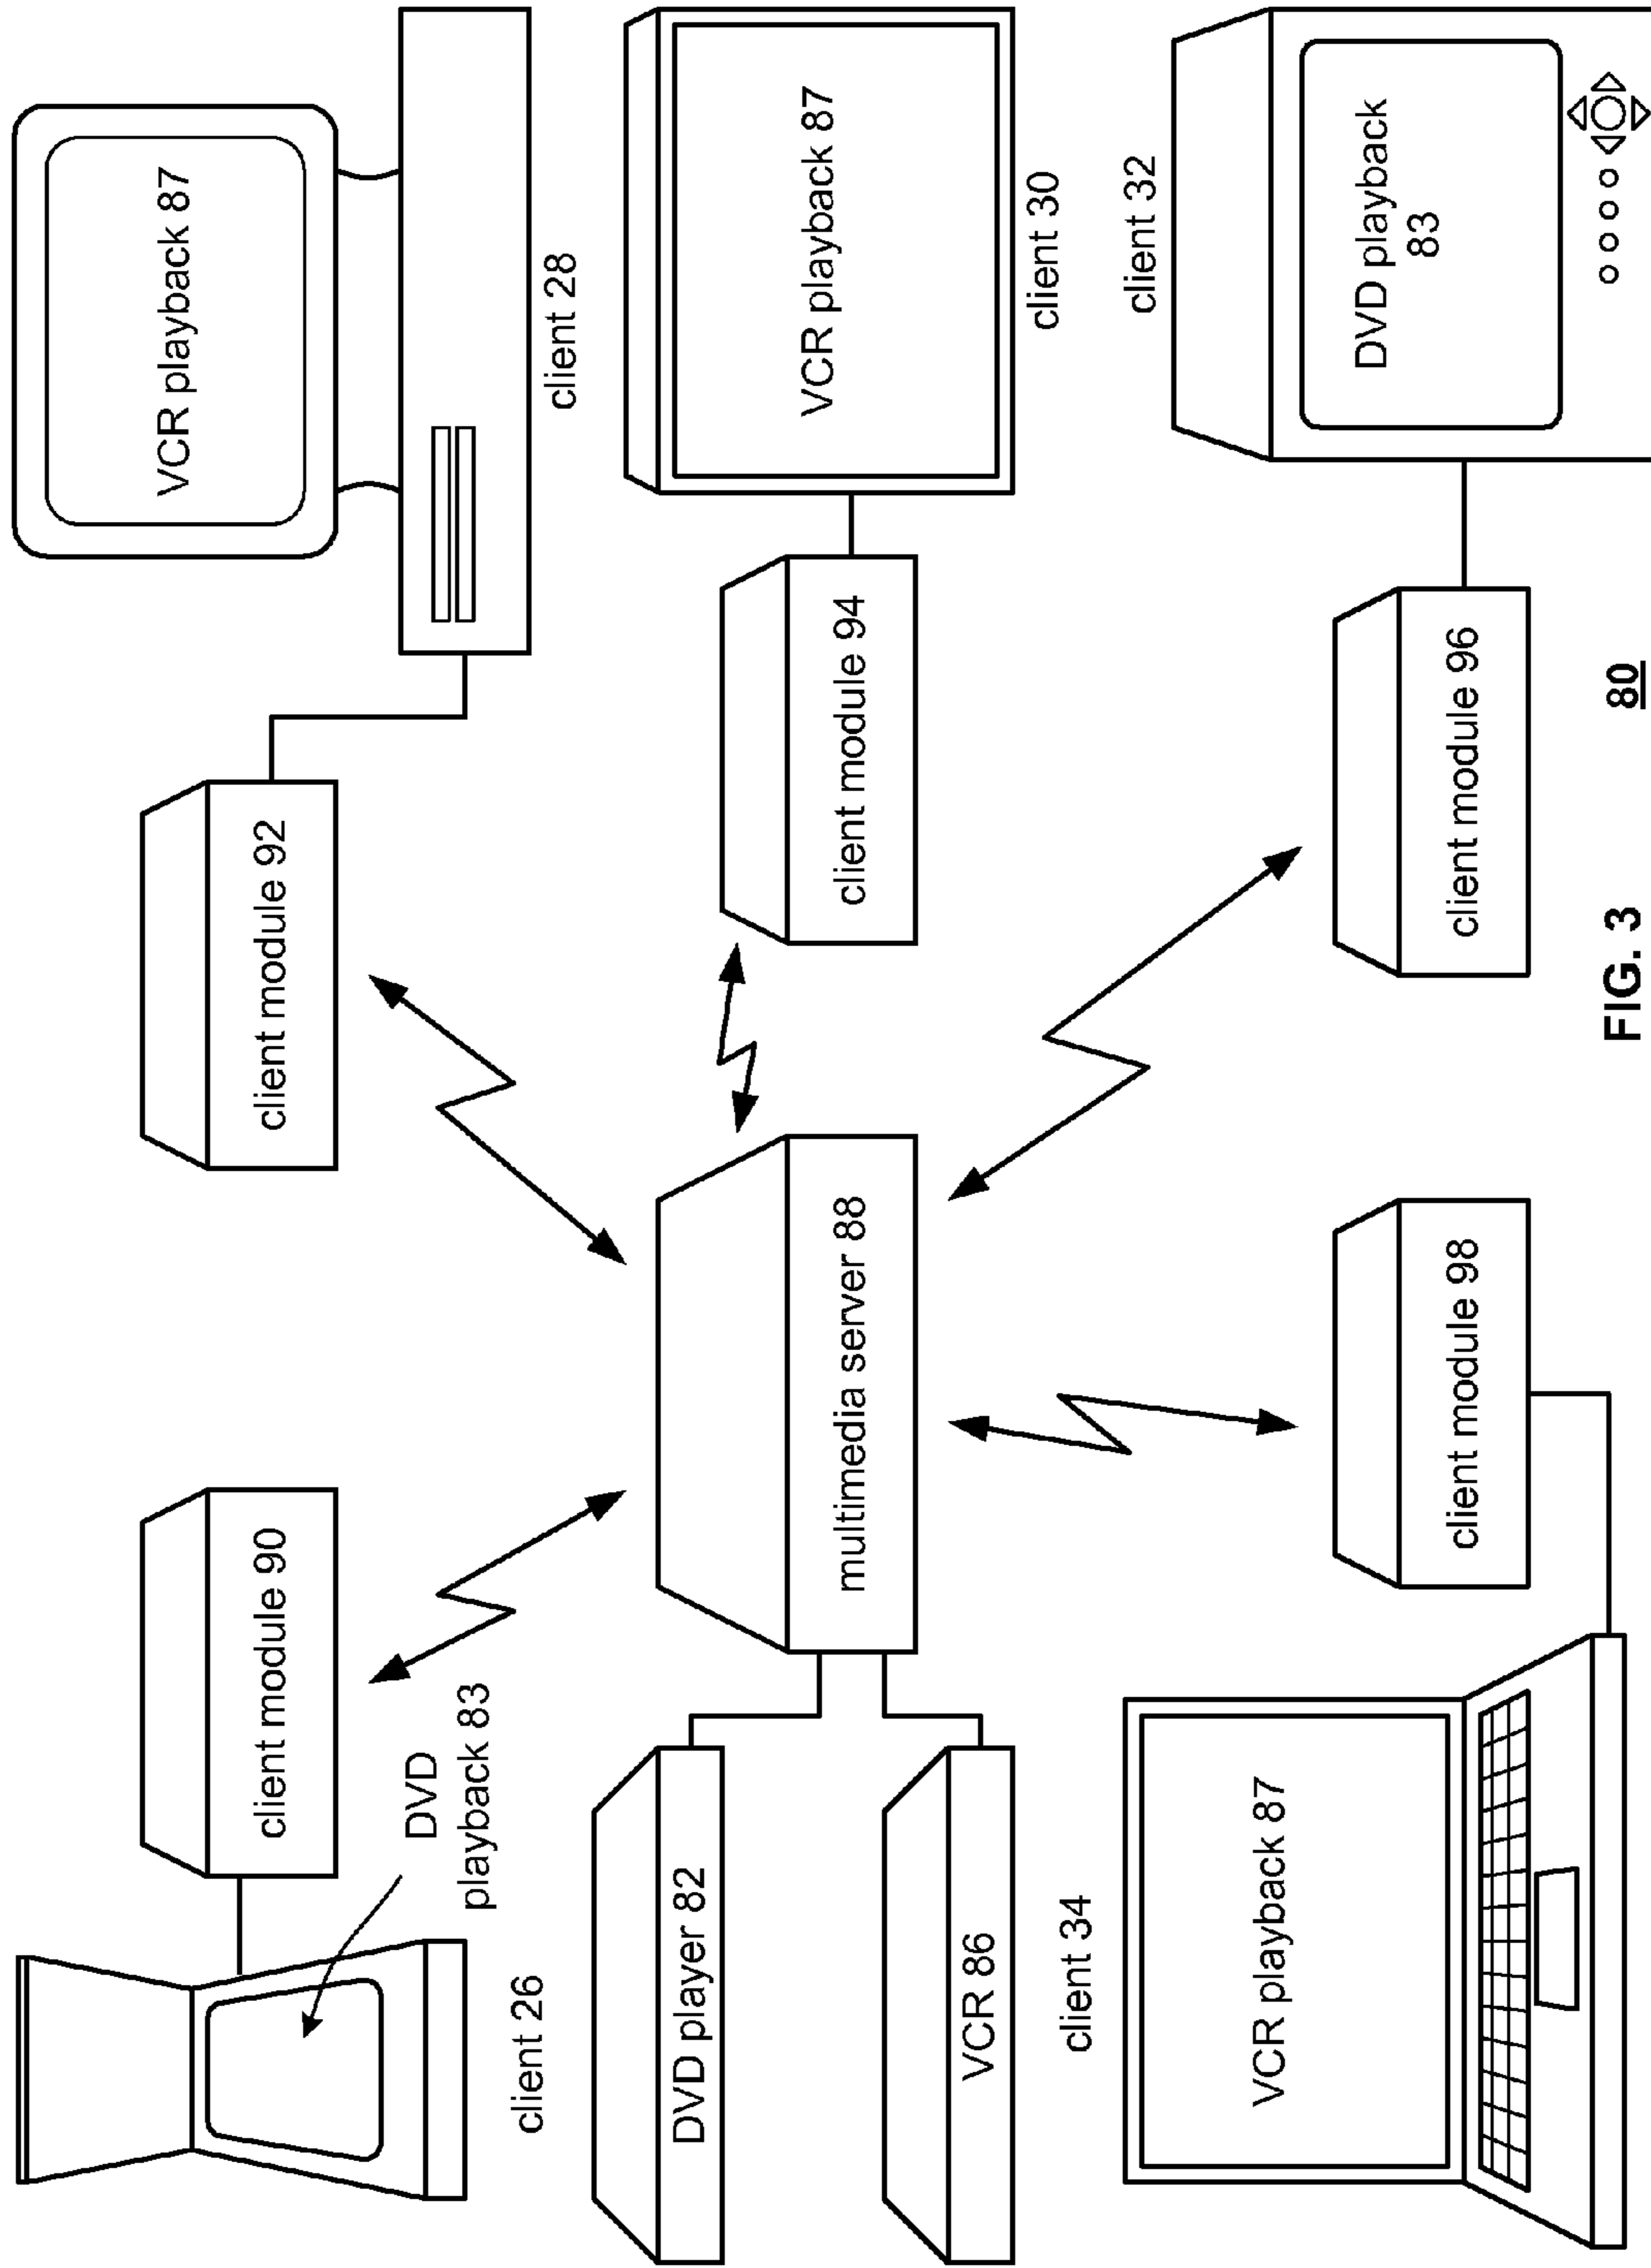 client module 90
client module 92
VCR playback 87
DVD
playback 83
client 26
client 28
DVD player 82
multimedia server 88
client module 94
VCR playback 87
VCR 86
client 30
client 34
client 32
VCR playback 87
client module 98
client module 96
DVD playback
83
FIG. 3
80